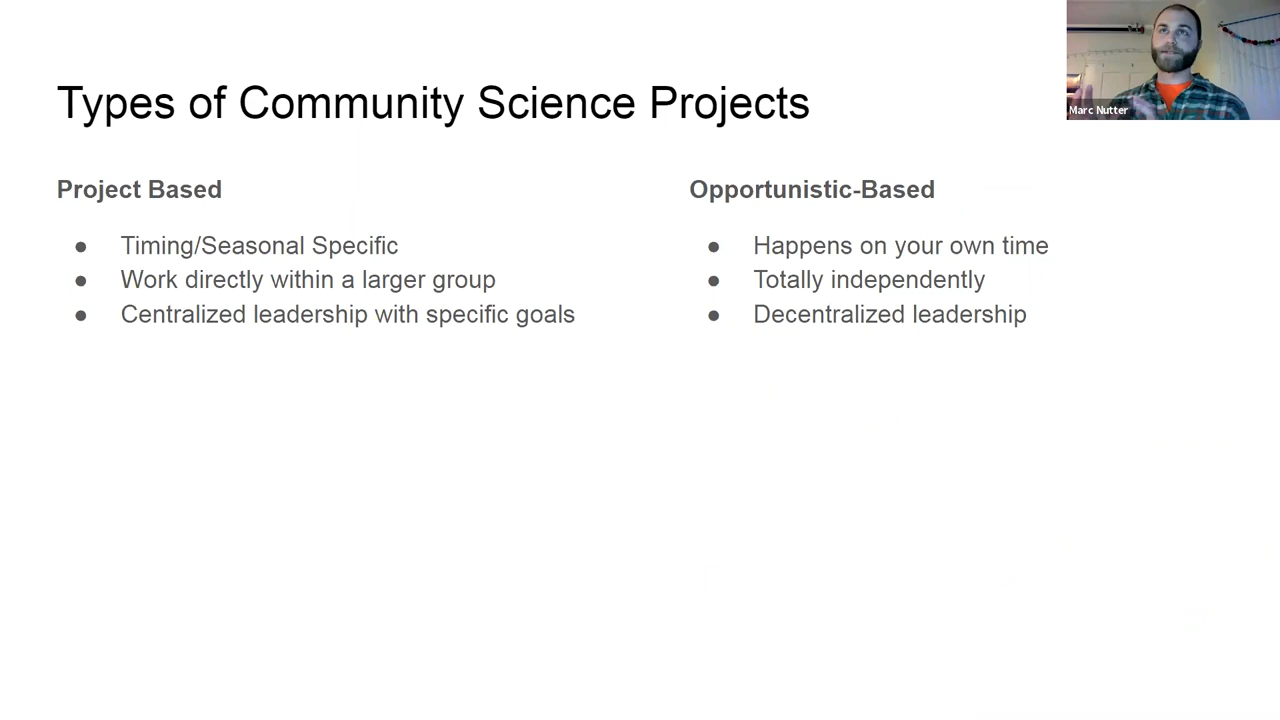 Types of Community Science Projects
Marc Nutter
Project Based
● Timing/Seasonal Specific
● Work directly within a larger group
● Centralized leadership with specific goals
Opportunistic-Based
● Happens on your own time
● Totally independently
● Decentralized leadership